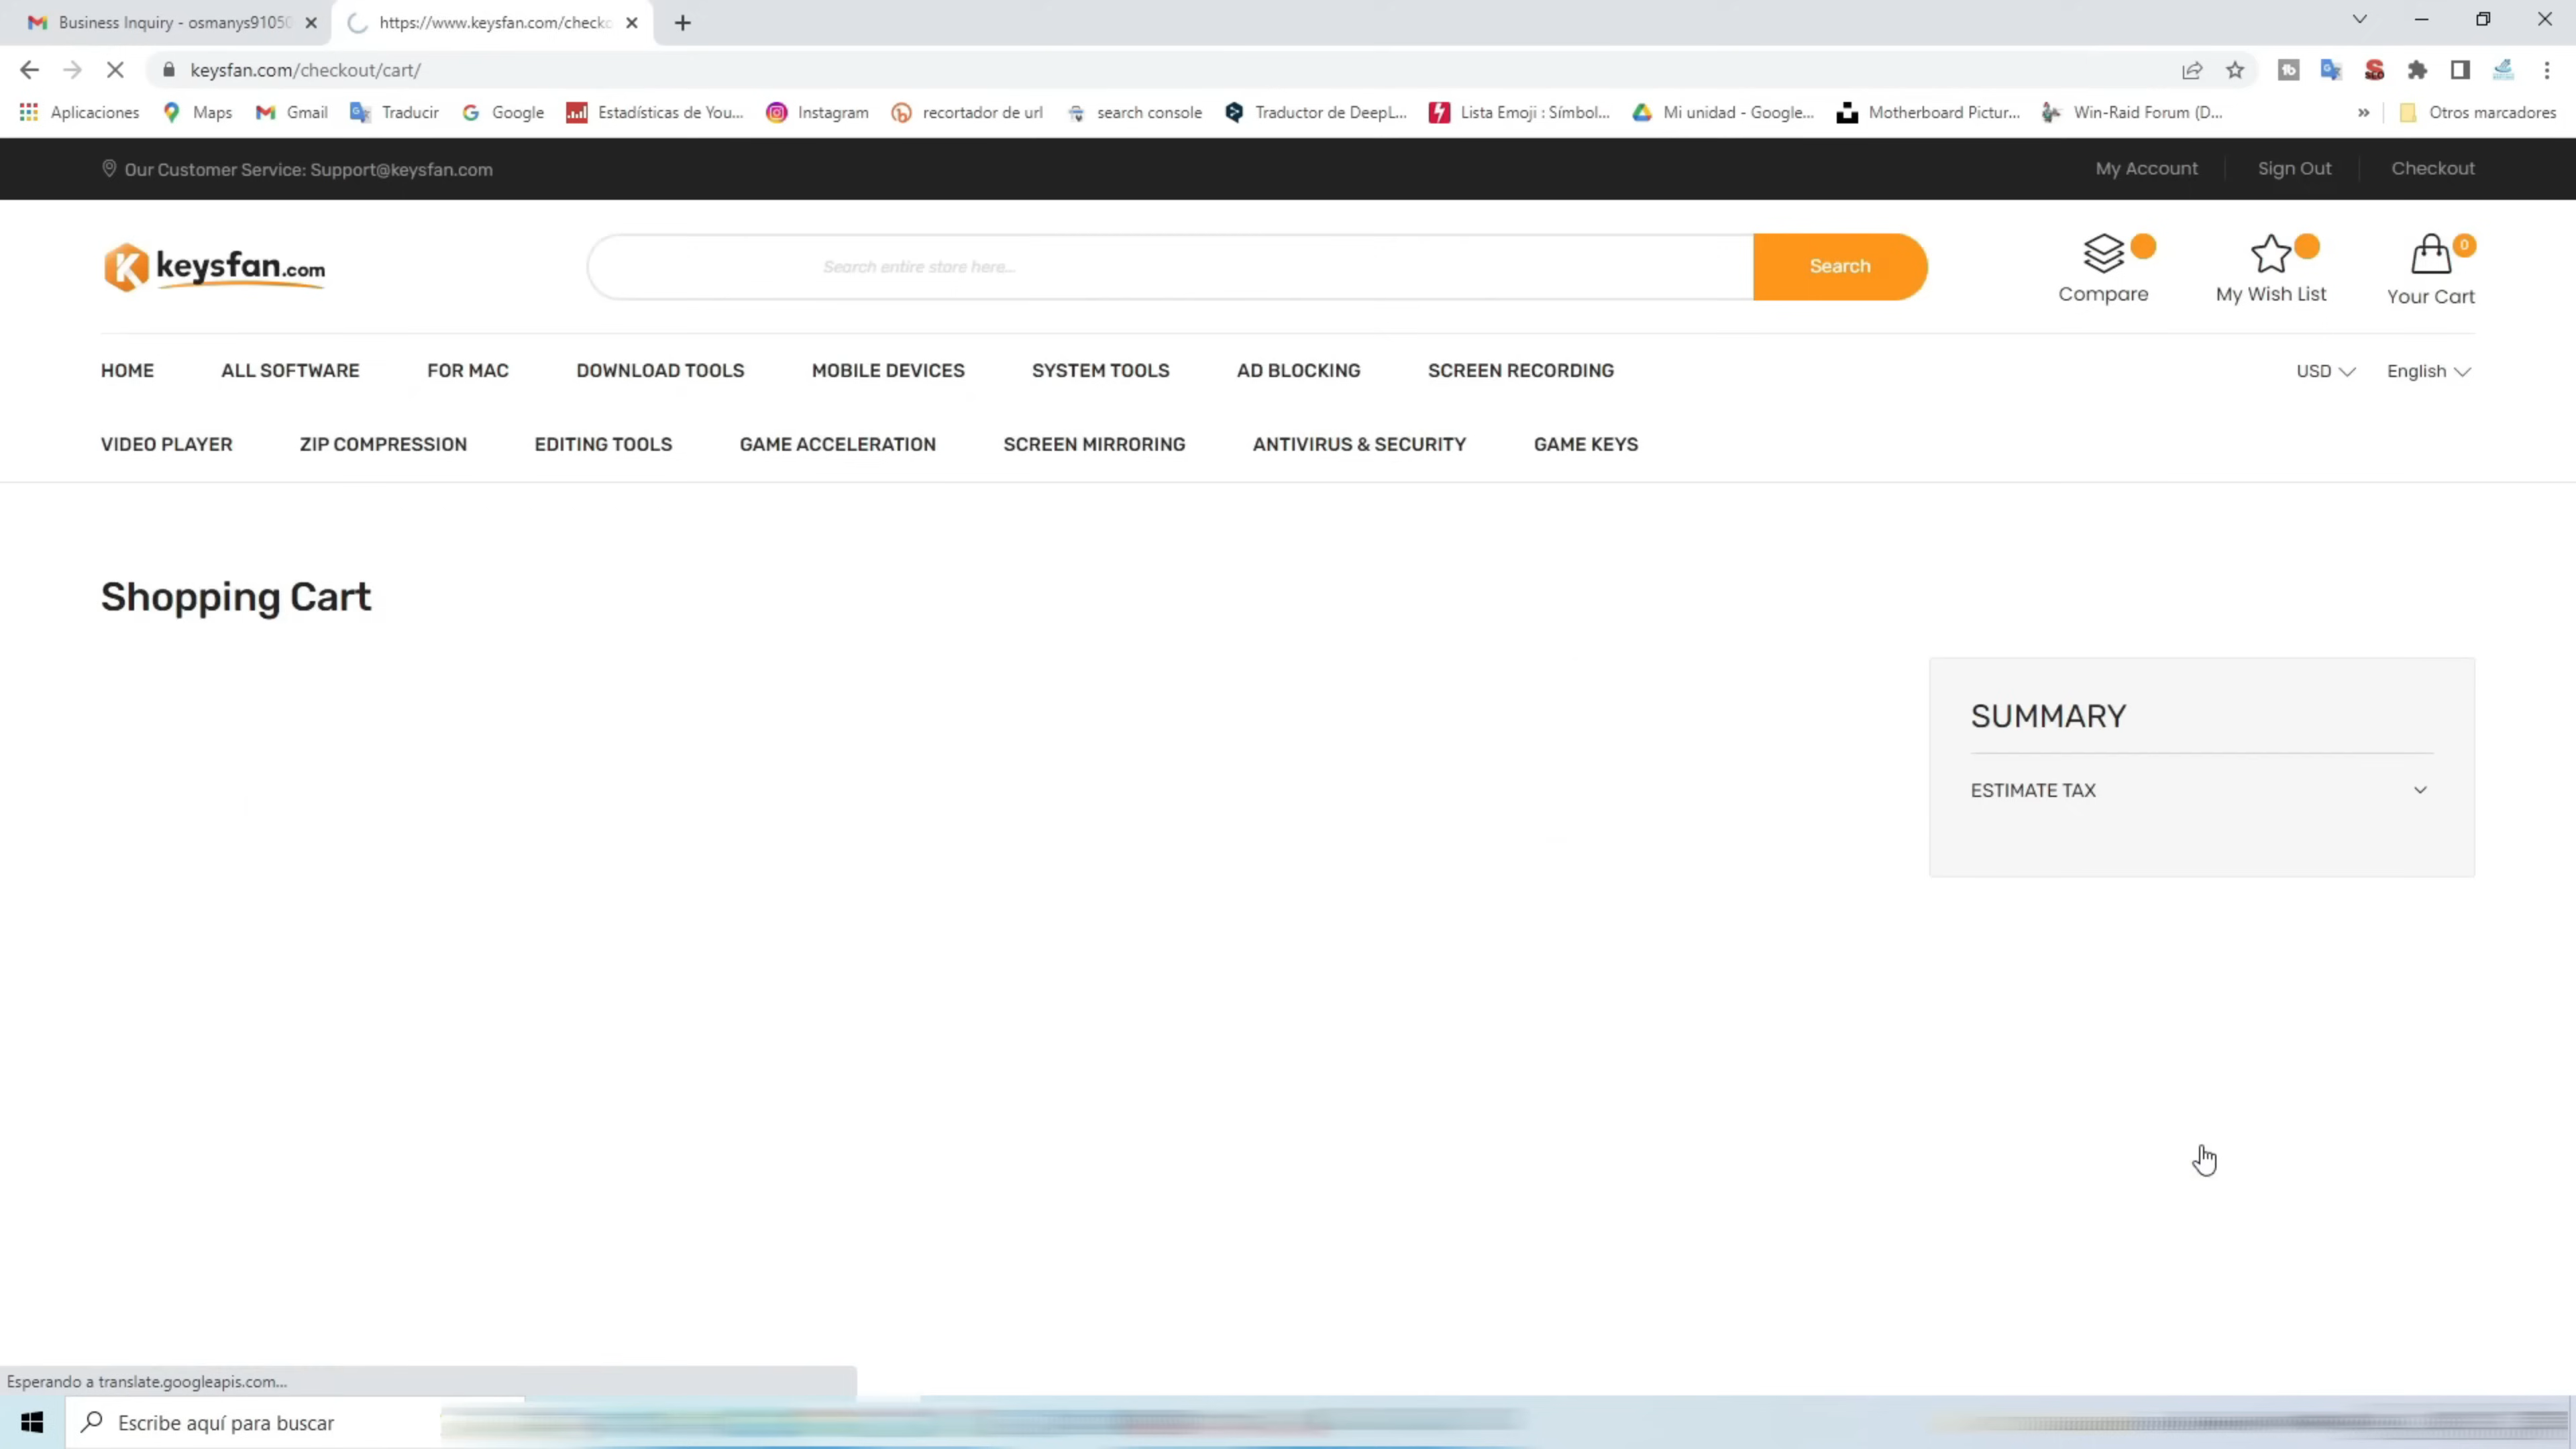 Business Inquiry - osmanys9105
https://www.keysfan.com/checko
keysfan.com/checkout/cart/
Aplicaciones
Maps
Gmail
Traducir
Google
Estadísticas de You...
Instagram
recortador de url
search console
Traductor de DeepL...
Lista Emoji : Símbol...
Mi unidad - Google...
Motherboard Pictur...
Win-Raid Forum (D...
»
Otros marcadores
Our Customer Service: Support@keysfan.com
My Account
Sign Out
Checkout
keysfan.com
Search entire store here...
Search
Compare
My Wish List
0
Your Cart
HOME
ALL SOFTWARE
FOR MAC
DOWNLOAD TOOLS
MOBILE DEVICES
SYSTEM TOOLS
AD BLOCKING
SCREEN RECORDING
USD
English
VIDEO PLAYER
ZIP COMPRESSION
EDITING TOOLS
GAME ACCELERATION
SCREEN MIRRORING
ANTIVIRUS & SECURITY
GAME KEYS
Shopping Cart
SUMMARY
ESTIMATE TAX
Esperando a translate.googleapis.com...
Escribe aquí para buscar